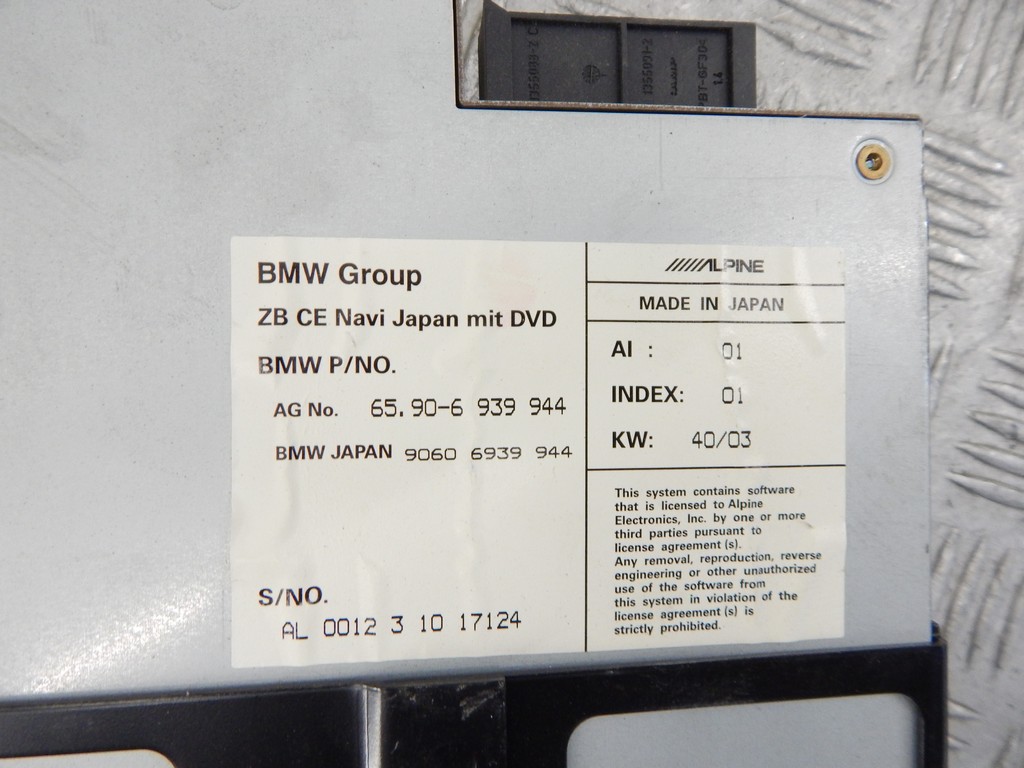 BMW Group
ZB CE Navi Japan mit DVD
BMW P/NO.
AG No. 65.90-6 939 944
BMW JAPAN 9060 6939 944
S/NO.
AL 0012 3 10 17124
ALPINE
MADE IN JAPAN
AI : 01
INDEX: 01
KW: 40/03
This system contains software
that is licensed to Alpine
Electronics, Inc. by one or more
third parties pursuant to
license agreement (s).
Any removal, reproduction, reverse
engineering or other unauthorized
use of the software from
this system in violation of the
license agreement (s) is
strictly prohibited.